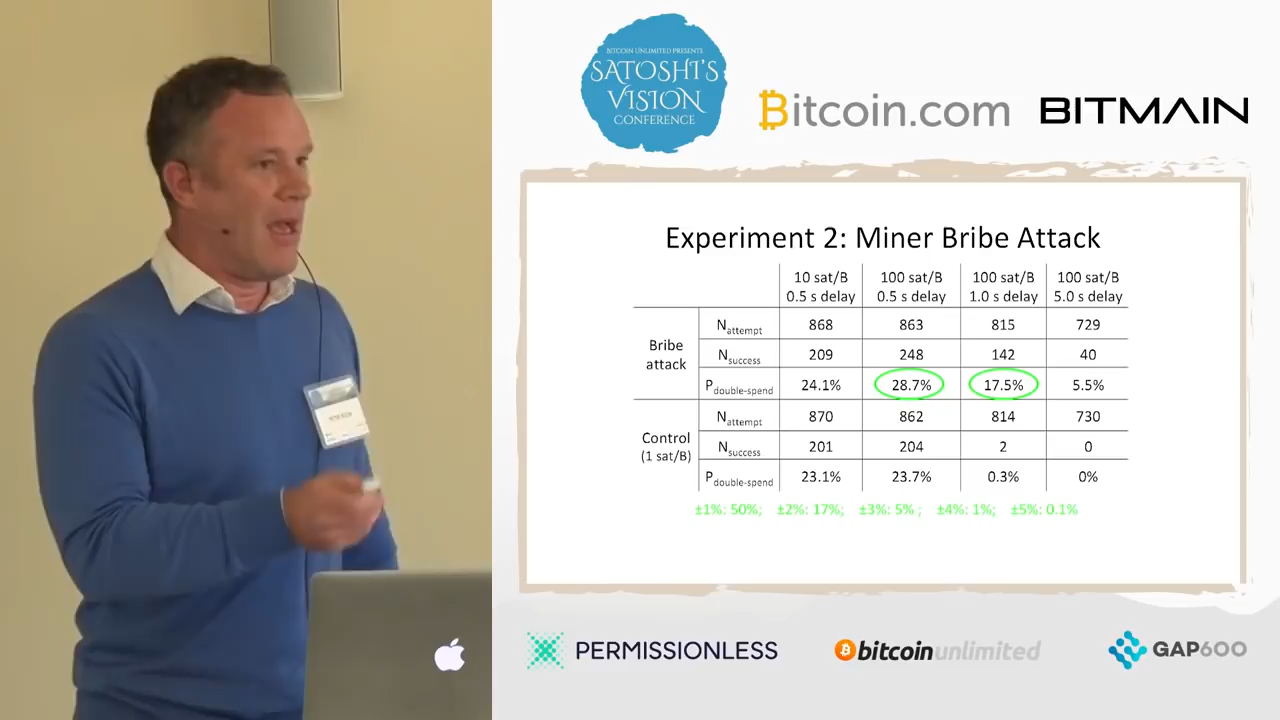 BITCOIN UNLIMITED PRESENTS
SATOSHI'S
VISION
CONFERENCE
Bitcoin.com
BITMAIN
Experiment 2: Miner Bribe Attack
10 sat/B 100 sat/B 100 sat/B 100 sat/B
0.5 s delay 0.5 s delay 1.0 s delay 5.0 s delay
Bribe attack
Nattempt 868 863 815 729
Nsuccess 209 248 142 40
Pdouble-spend 24.1% 28.7% 17.5% 5.5%
Control
(1 sat/B)
Nattempt 870 862 814 730
Nsuccess 201 204 2 0
Pdouble-spend 23.1% 23.7% 0.3% 0%
±1%: 50%; ±2%: 17%; ±3%: 5% ; ±4%: 1%; ±5%: 0.1%
PERMISSIONLESS
bitcoinunlimited
GAP600